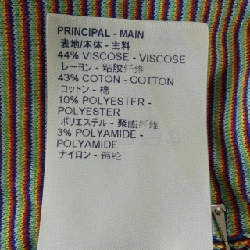 PRINCIPAL - MAIN
表地/本体 - 主料
44% VISCOSE - VISCOSE
レーヨン - 粘胶纤维
43% COTON - COTTON
コットン - 棉
10% POLYESTER -
POLYESTER
ポリエステル - 聚酯纤维
3% POLYAMIDE -
POLYAMIDE
ナイロン - 锦纶